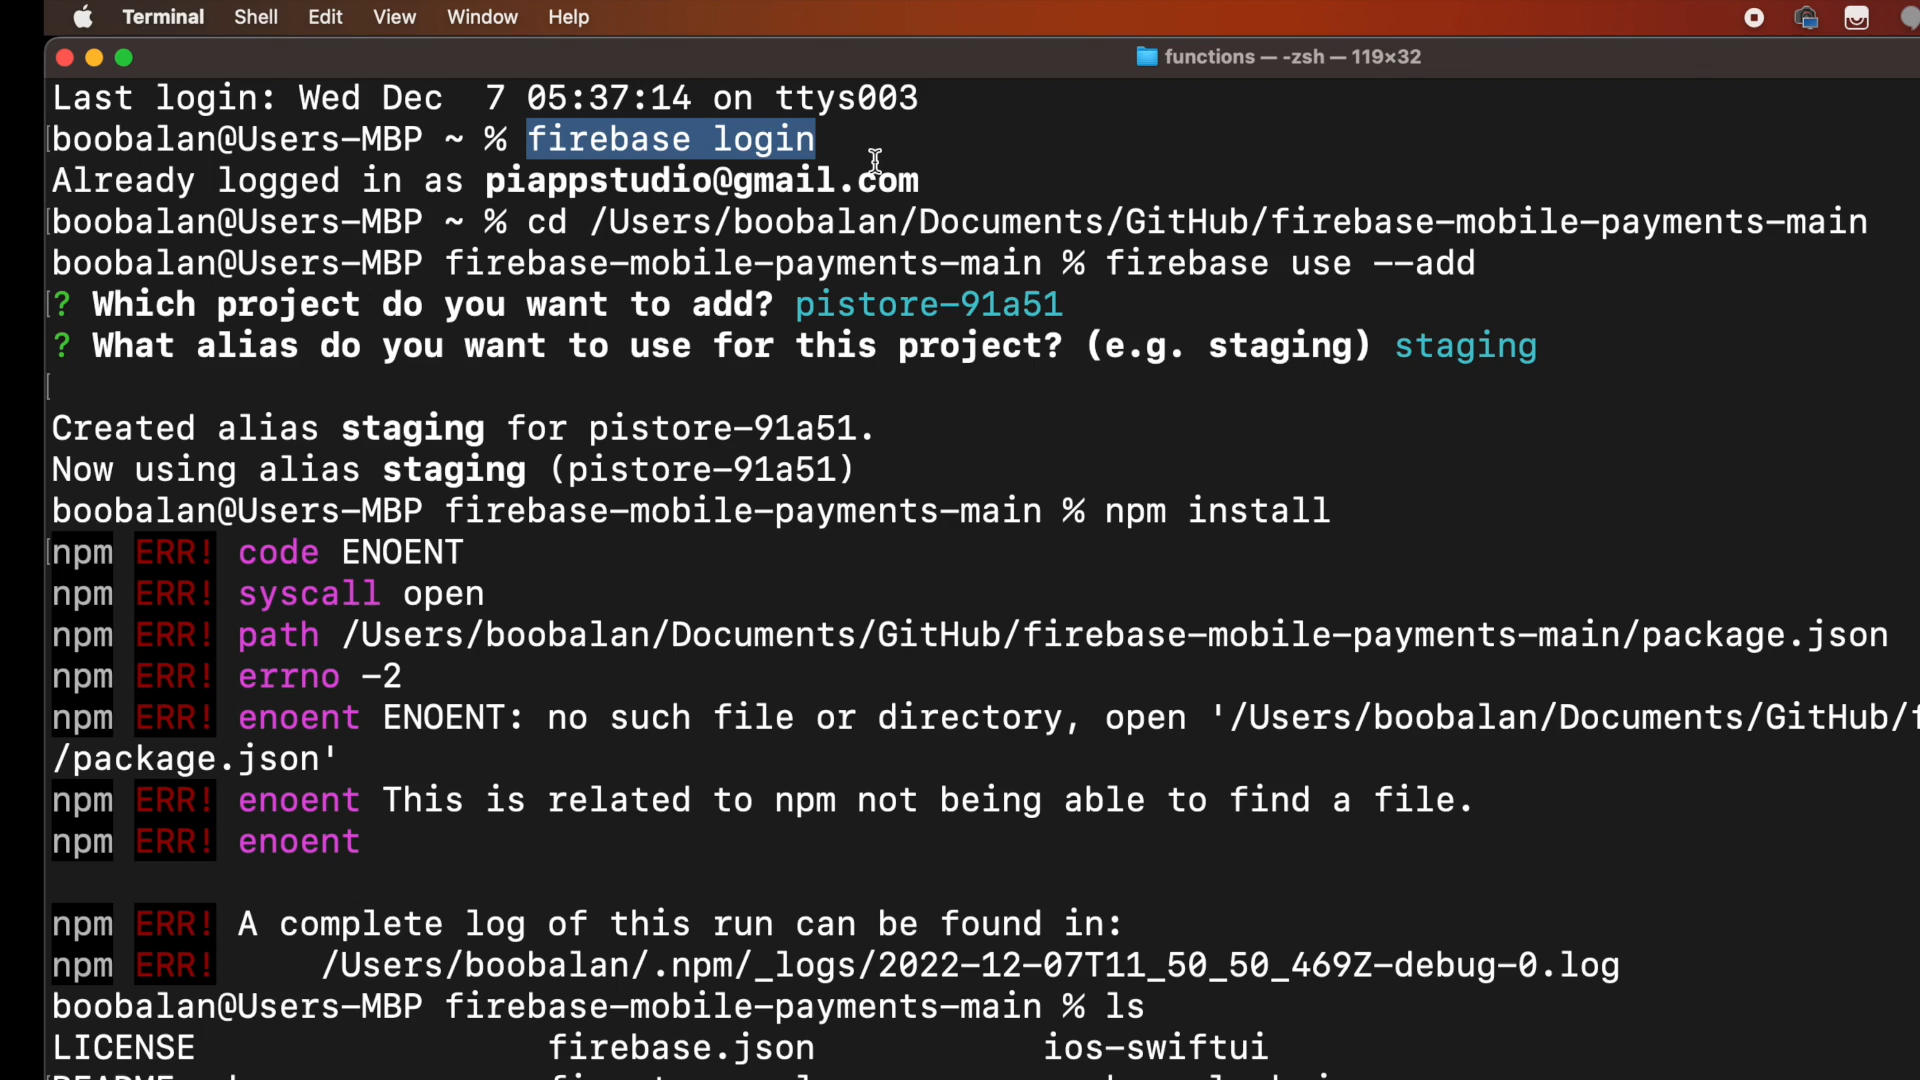 Terminal Shell Edit View Window Help
functions — -zsh — 119×32
Last login: Wed Dec  7 05:37:14 on ttys003
boobalan@Users-MBP ~ % firebase login
Already logged in as piappstudio@gmail.com
boobalan@Users-MBP ~ % cd /Users/boobalan/Documents/GitHub/firebase-mobile-payments-main
boobalan@Users-MBP firebase-mobile-payments-main % firebase use --add
? Which project do you want to add? pistore-91a51
? What alias do you want to use for this project? (e.g. staging) staging
Created alias staging for pistore-91a51.
Now using alias staging (pistore-91a51)
boobalan@Users-MBP firebase-mobile-payments-main % npm install
npm ERR! code ENOENT
npm ERR! syscall open
npm ERR! path /Users/boobalan/Documents/GitHub/firebase-mobile-payments-main/package.json
npm ERR! errno -2
npm ERR! enoent ENOENT: no such file or directory, open '/Users/boobalan/Documents/GitHub/
/package.json'
npm ERR! enoent This is related to npm not being able to find a file.
npm ERR! enoent
npm ERR! A complete log of this run can be found in:
npm ERR!     /Users/boobalan/.npm/_logs/2022-12-07T11_50_50_469Z-debug-0.log
boobalan@Users-MBP firebase-mobile-payments-main % ls
LICENSE firebase.json ios-swiftui